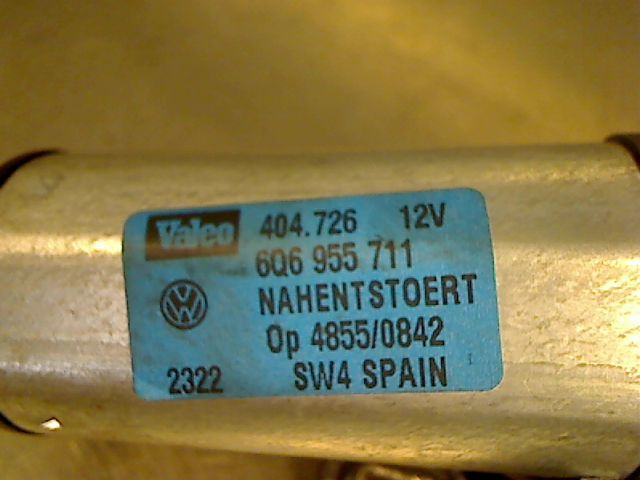 Valeo 404.726 12V
6Q6 955 711
NAHENTSTOERT
Op 4855/0842
2322 SW4 SPAIN